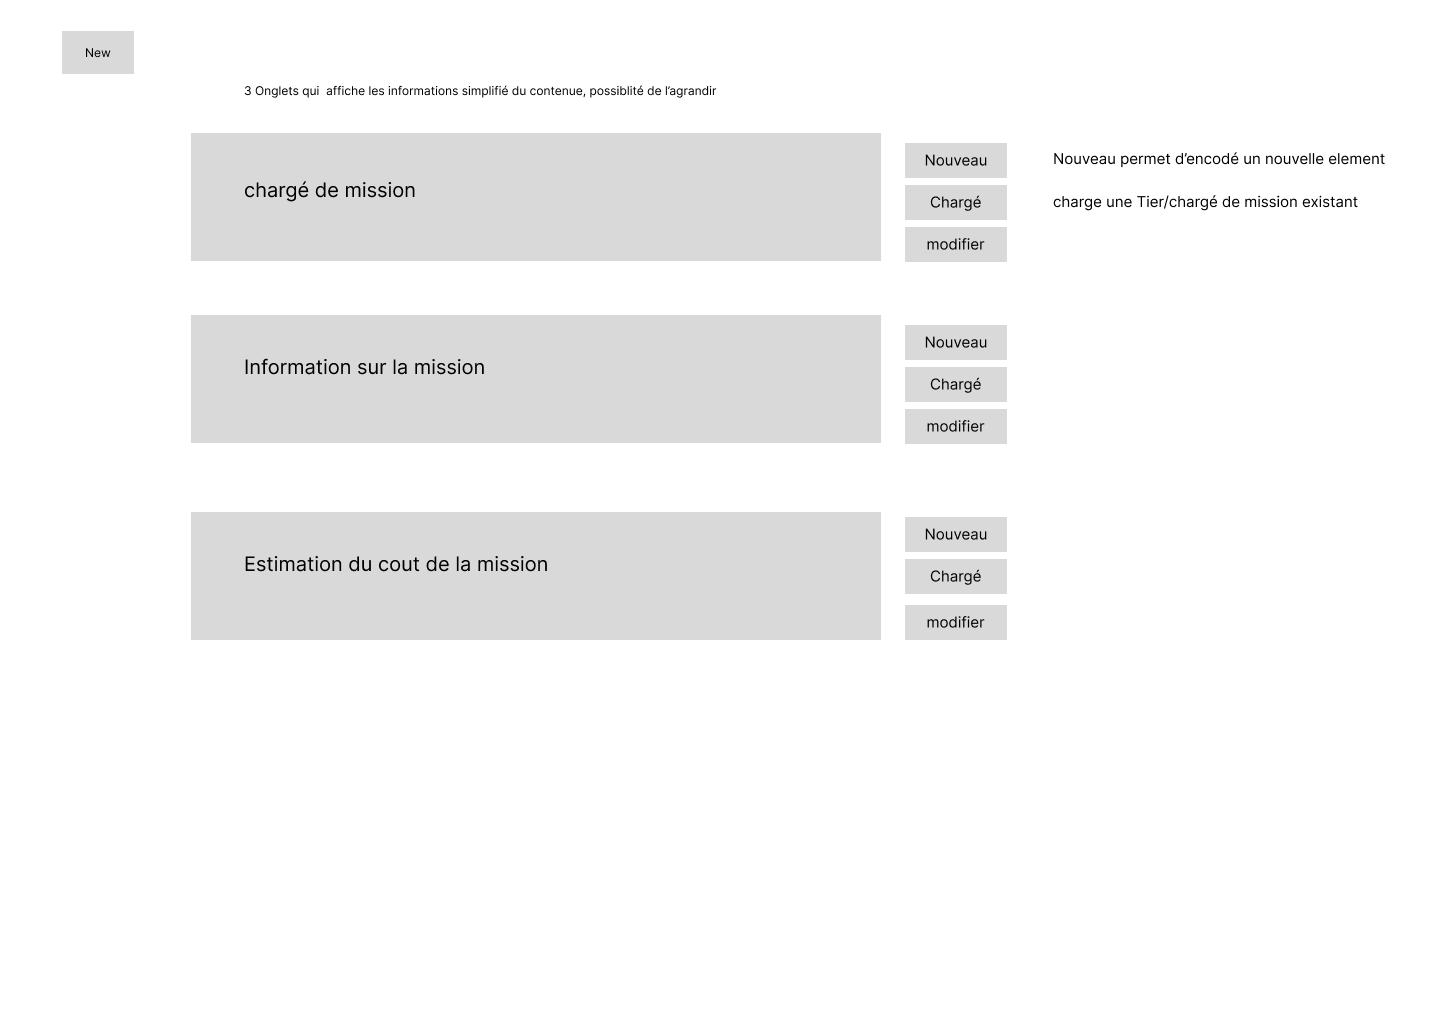 New
3 Onglets qui  affiche les informations simplifié du contenue, possiblité de l’agrandir
chargé de mission
Nouveau
Nouveau permet d’encodé un nouvelle element
Chargé
charge une Tier/chargé de mission existant
modifier
Information sur la mission
Nouveau
Chargé
modifier
Estimation du cout de la mission
Nouveau
Chargé
modifier